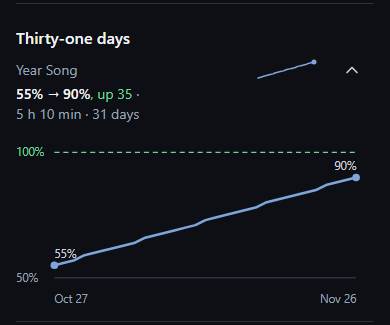 Thirty-one days
Year Song
55% → 90%, up 35 ·
5 h 10 min · 31 days
100%
90%
55%
50%
Oct 27
Nov 26